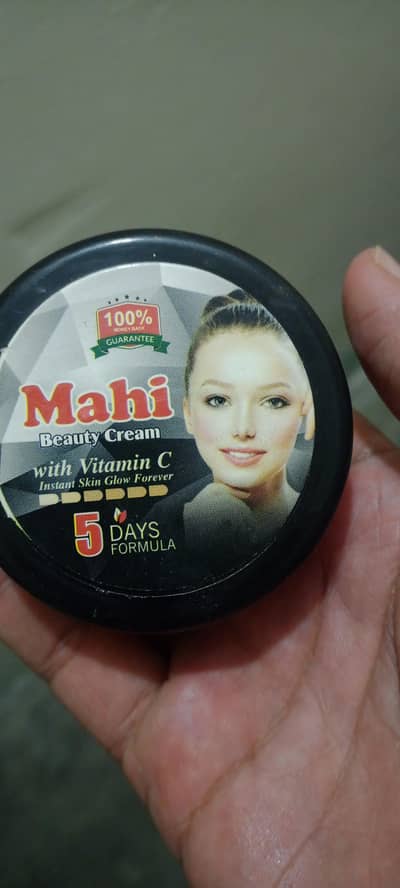 100%
MONEY BACK
GUARANTEE
Mahi
Beauty Cream
with Vitamin C
Instant Skin Glow Forever
5 DAYS
FORMULA